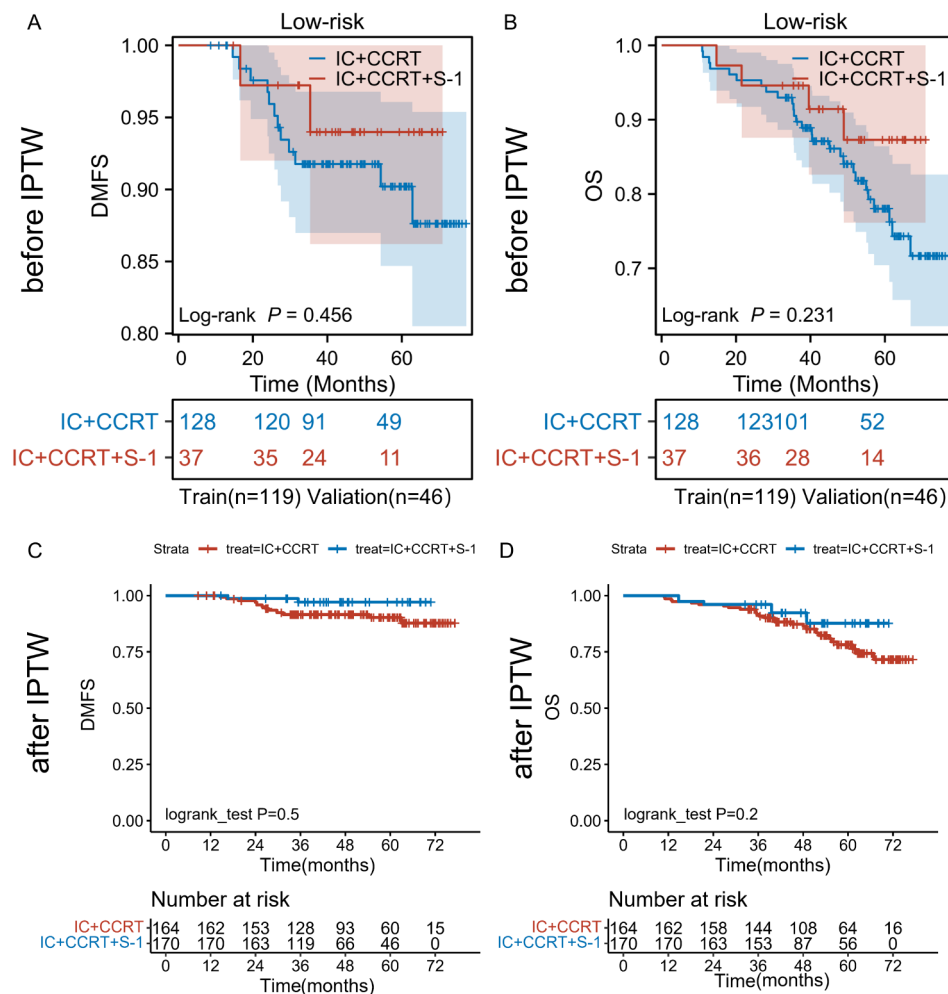 A
Low-risk
before IPTW
DMFS
1.00
0.95
0.90
0.85
0.80
IC+CCRT
IC+CCRT+S-1
Log-rank P = 0.456
0 20 40 60
Time (Months)
IC+CCRT 128 120 91 49
IC+CCRT+S-1 37 35 24 11
Train(n=119) Valiation(n=46)
B
Low-risk
before IPTW
OS
1.0
0.9
0.8
0.7
IC+CCRT
IC+CCRT+S-1
Log-rank P = 0.231
0 20 40 60
Time (Months)
IC+CCRT 128 123 101 52
IC+CCRT+S-1 37 36 28 14
Train(n=119) Valiation(n=46)
C
Strata treat=IC+CCRT treat=IC+CCRT+S-1
after IPTW
DMFS
1.00
0.75
0.50
0.25
0.00
logrank_test P=0.5
0 12 24 36 48 60 72
Time(months)
Number at risk
IC+CCRT 164 162 153 128 93 60 15
IC+CCRT+S-1 170 170 163 119 66 46 0
0 12 24 36 48 60 72
Time(months)
D
Strata treat=IC+CCRT treat=IC+CCRT+S-1
after IPTW
OS
1.00
0.75
0.50
0.25
0.00
logrank_test P=0.2
0 12 24 36 48 60 72
Time(months)
Number at risk
IC+CCRT 164 162 158 144 108 64 16
IC+CCRT+S-1 170 170 163 153 87 56 0
0 12 24 36 48 60 72
Time(months)